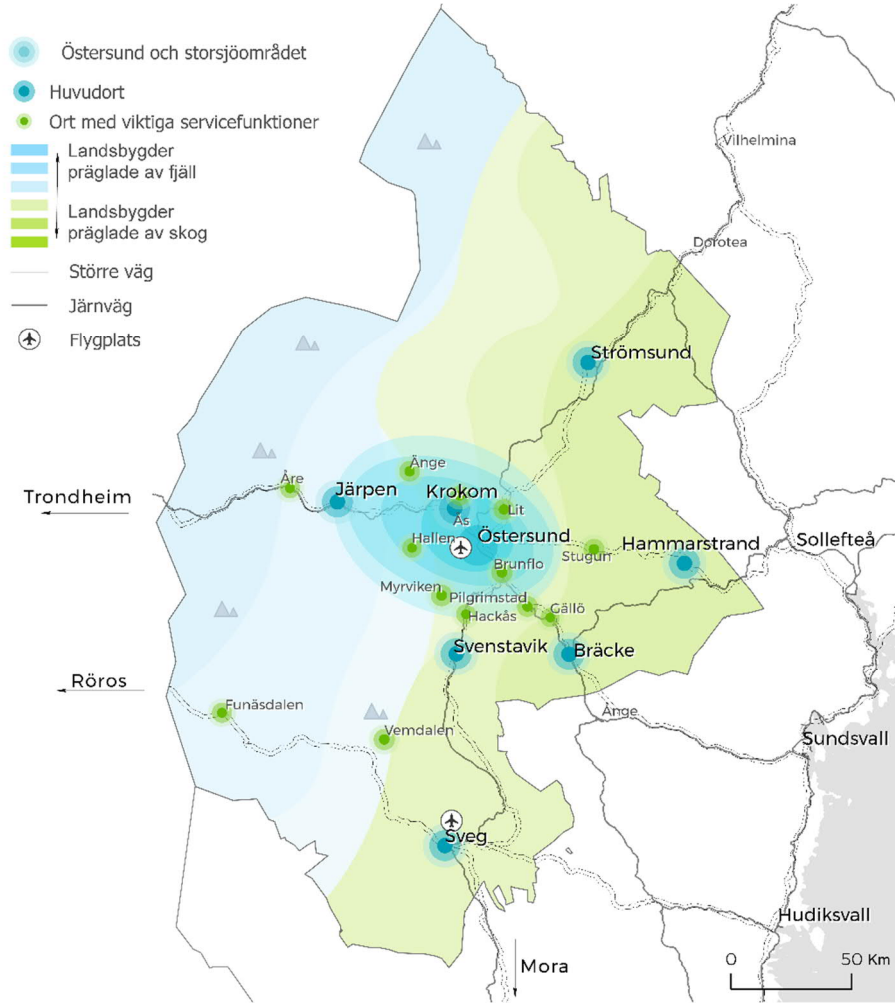 Östersund och storsjöområdet
Huvudort
Ort med viktiga servicefunktioner
Landsbygder
präglade av fjäll
Landsbygder
präglade av skog
Större väg
Järnväg
Flygplats
Vilhelmina
Dorotea
Strömsund
Änge
Åre
Järpen
Krokom
Trondheim
Lit
Ås
Östersund
Hallen
Hammarstrand
Sollefteå
Stugun
Brunflo
Myrviken
Pilgrimstad
Gällö
Hackås
Svenstavik
Bräcke
Röros
Funäsdalen
Ånge
Vemdalen
Sundsvall
Sveg
Hudiksvall
Mora
0 50 Km